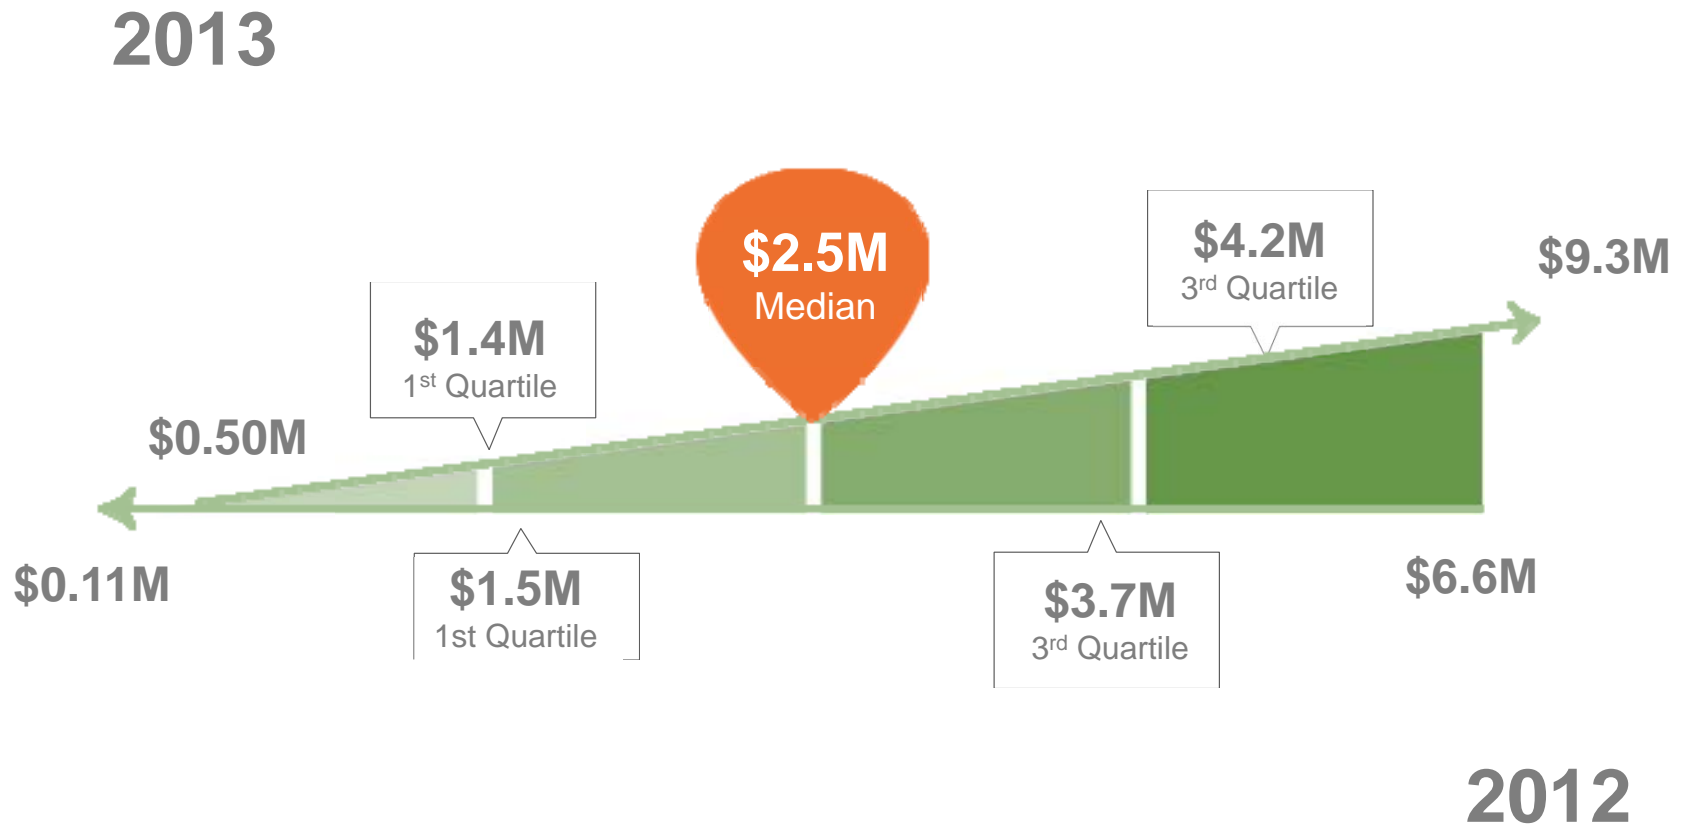 2013
$2.5M
Median
$4.2M
3rd Quartile
$9.3M
$1.4M
1st Quartile
$0.50M
$0.11M
$1.5M
1st Quartile
$3.7M
3rd Quartile
$6.6M
2012